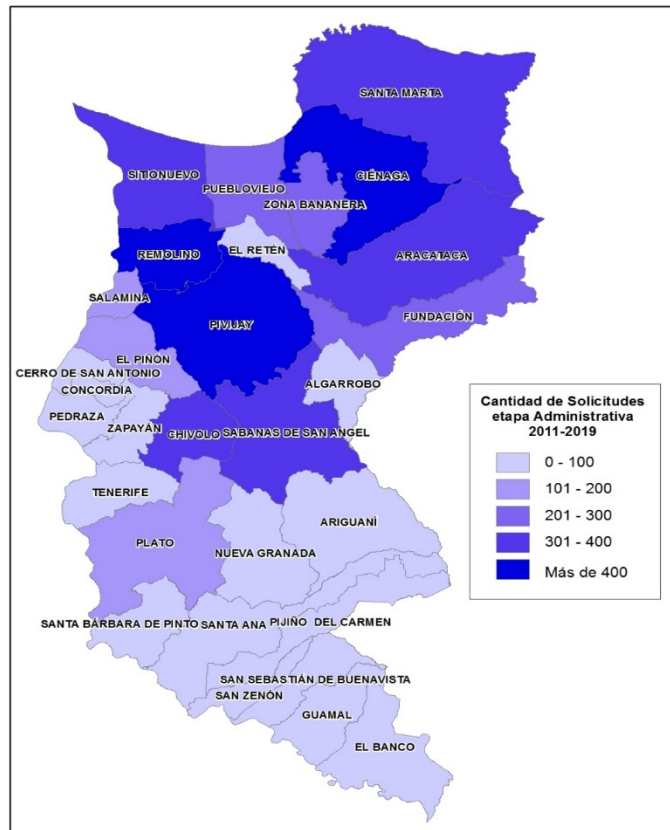 SANTA MARTA
SITIONUEVO
PUEBLOVIEJO
CIÉNAGA
ZONA BANANERA
REMOLINO
EL RETÉN
ARACATACA
SALAMINA
PIVIJAY
FUNDACIÓN
EL PIÑÓN
CERRO DE SAN ANTONIO
CONCORDIA
ALGARROBO
PEDRAZA
ZAPAYÁN
CHIVOLO
SABANAS DE SAN ANGEL
TENERIFE
ARIGUANÍ
PLATO
NUEVA GRANADA
SANTA BÁRBARA DE PINTO
SANTA ANA
PIJIÑO DEL CARMEN
SAN SEBASTIÁN DE BUENAVISTA
SAN ZENÓN
GUAMAL
EL BANCO
Cantidad de Solicitudes
etapa Administrativa
2011-2019
0 - 100
101 - 200
201 - 300
301 - 400
Más de 400